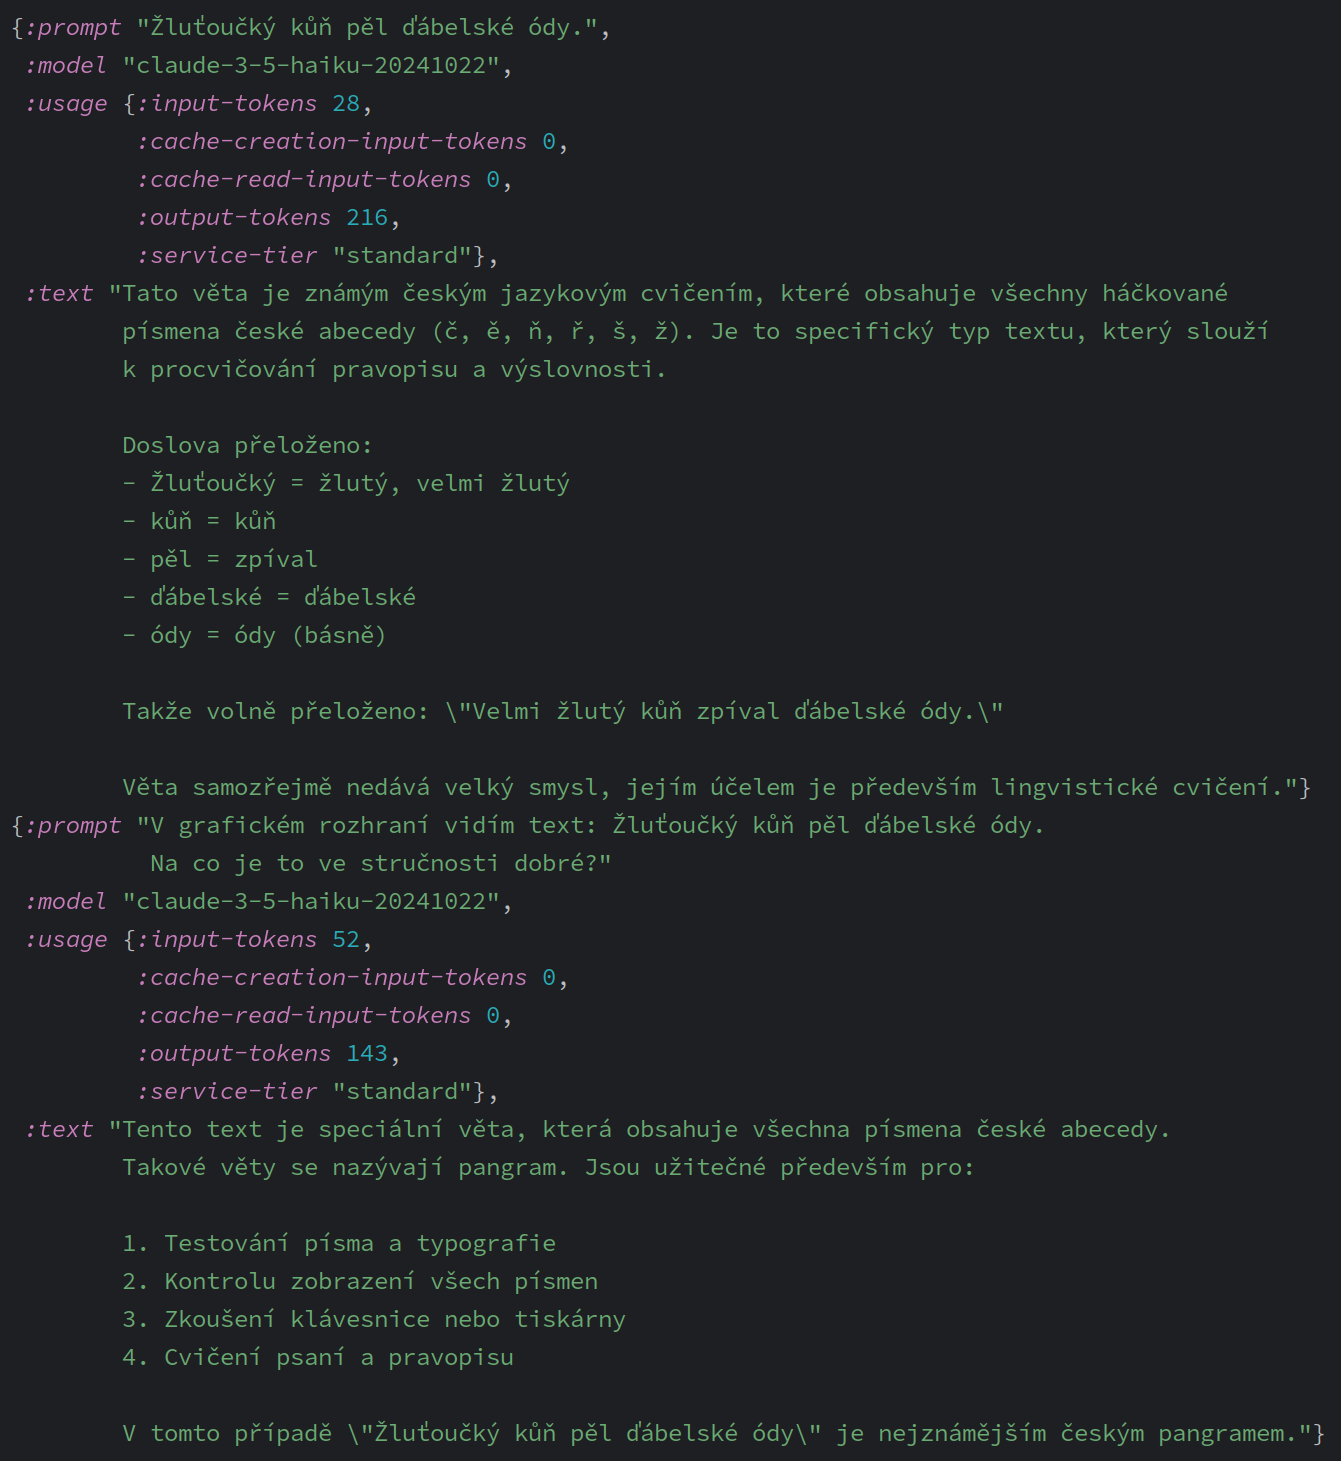 {:prompt "Žluťoučký kůň pěl ďábelské ódy.",
:model "claude-3-5-haiku-20241022",
:usage {:input-tokens 28,
:cache-creation-input-tokens 0,
:cache-read-input-tokens 0,
:output-tokens 216,
:service-tier "standard"},
:text "Tato věta je známým českým jazykovým cvičením, které obsahuje všechny háčkované
písmena české abecedy (č, ě, ň, ř, š, ž). Je to specifický typ textu, který slouží
k procvičování pravopisu a výslovnosti.

Doslova přeloženo:
- Žluťoučký = žlutý, velmi žlutý
- kůň = kůň
- pěl = zpíval
- ďábelské = ďábelské
- ódy = ódy (básně)

Takže volně přeloženo: \"Velmi žlutý kůň zpíval ďábelské ódy.\"

Věta samozřejmě nedává velký smysl, jejím účelem je především lingvistické cvičení."}
{:prompt "V grafickém rozhraní vidím text: Žluťoučký kůň pěl ďábelské ódy.
Na co je to ve stručnosti dobré?"
:model "claude-3-5-haiku-20241022",
:usage {:input-tokens 52,
:cache-creation-input-tokens 0,
:cache-read-input-tokens 0,
:output-tokens 143,
:service-tier "standard"},
:text "Tento text je speciální věta, která obsahuje všechna písmena české abecedy.
Takové věty se nazývají pangram. Jsou užitečné především pro:

1. Testování písma a typografie
2. Kontrolu zobrazení všech písmen
3. Zkoušení klávesnice nebo tiskárny
4. Cvičení psaní a pravopisu

V tomto případě \"Žluťoučký kůň pěl ďábelské ódy\" je nejznámějším českým pangramem."}